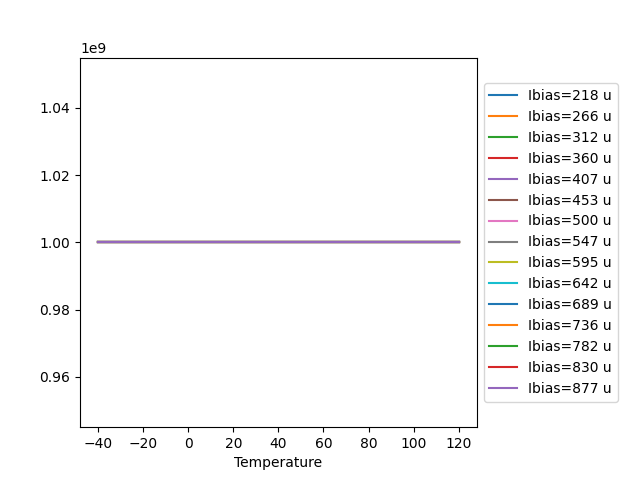 1e9
1.04
1.02
1.00
0.98
0.96
−40
−20
0
20
40
60
80
100
120
Temperature
Ibias=218 u
Ibias=266 u
Ibias=312 u
Ibias=360 u
Ibias=407 u
Ibias=453 u
Ibias=500 u
Ibias=547 u
Ibias=595 u
Ibias=642 u
Ibias=689 u
Ibias=736 u
Ibias=782 u
Ibias=830 u
Ibias=877 u